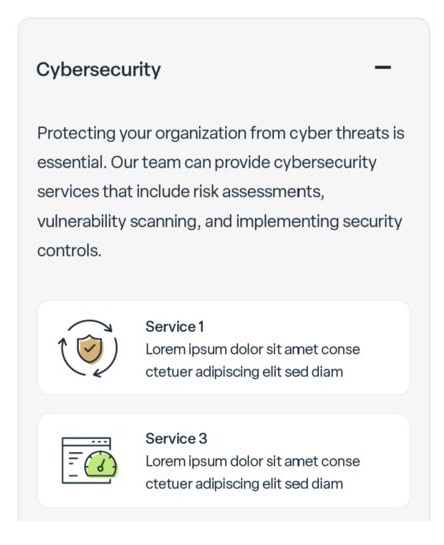 Cybersecurity
Protecting your organization from cyber threats is
essential. Our team can provide cybersecurity
services that include risk assessments,
vulnerability scanning, and implementing security
controls.
Service 1
Lorem ipsum dolor sit amet conse
ctetuer adipiscing elit sed diam
Service 3
Lorem ipsum dolor sit amet conse
ctetuer adipiscing elit sed diam